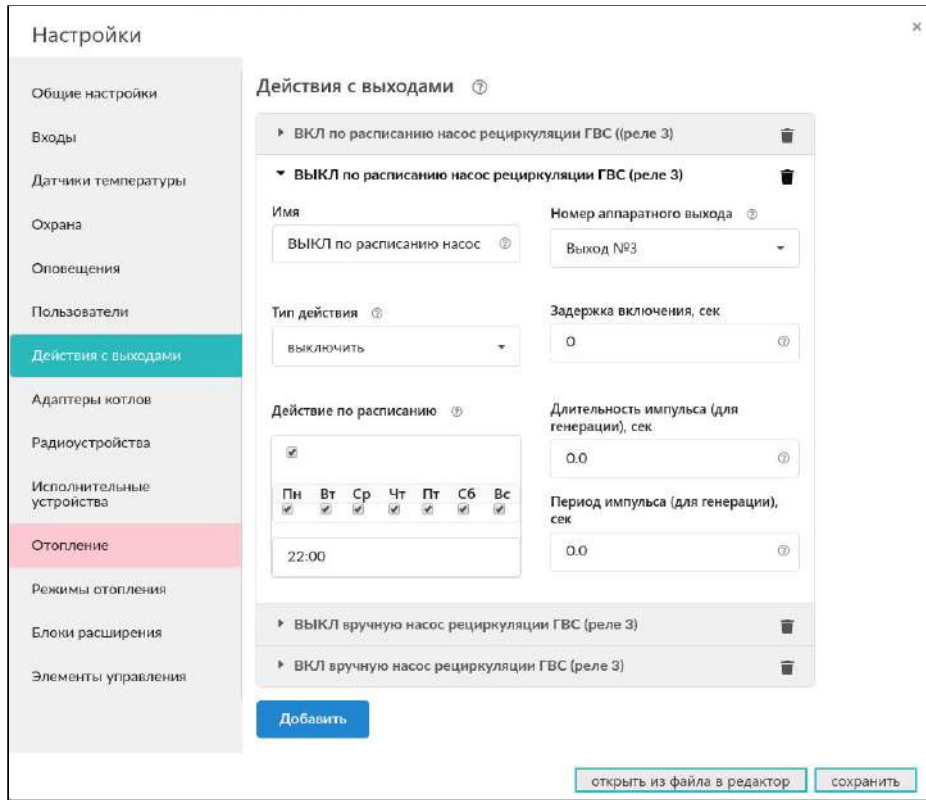 Настройки
×
Общие настройки
Входы
Датчики температуры
Охрана
Оповещения
Пользователи
Действия с выходами
Адаптеры котлов
Радиоустройства
Исполнительные
устройства
Отопление
Режимы отопления
Блоки расширения
Элементы управления
Действия с выходами ?
ВКЛ по расписанию насос рециркуляции ГВС ((реле 3)
ВЫКЛ по расписанию насос рециркуляции ГВС (реле 3)
Имя
ВЫКЛ по расписанию насос ?
Номер аппаратного выхода ?
Выход №3
Тип действия ?
выключить
Задержка включения, сек
0 ?
Действие по расписанию ?
Пн Вт Ср Чт Пт Сб Вс
22:00
Длительность импульса (для
генерации), сек
0.0 ?
Период импульса (для генерации),
сек
0.0 ?
ВЫКЛ вручную насос рециркуляции ГВС (реле 3)
ВКЛ вручную насос рециркуляции ГВС (реле 3)
Добавить
открыть из файла в редактор
сохранить